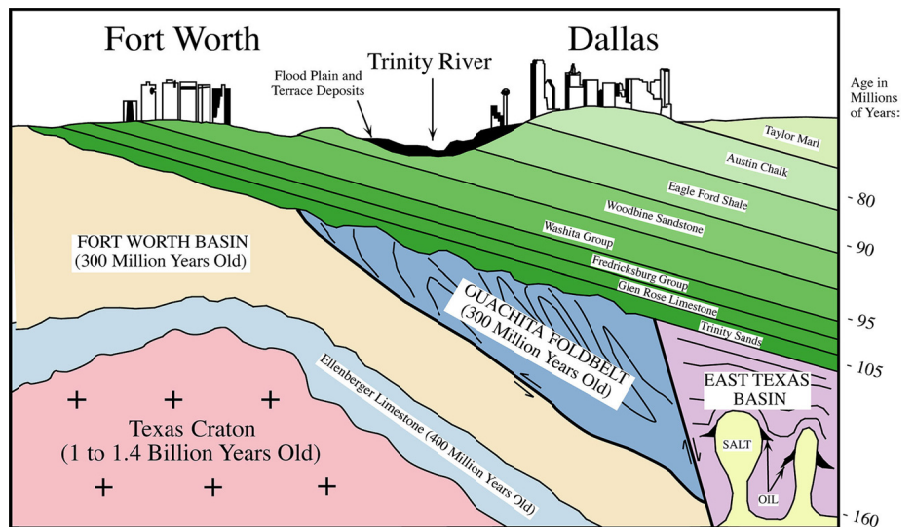 Fort Worth
Dallas
Trinity River
Flood Plain and
Terrace Deposits
Age in
Millions
of Years:
Taylor Marl
Austin Chalk
Eagle Ford Shale
Woodbine Sandstone
Washita Group
Fredricksburg Group
Glen Rose Limestone
Trinity Sands
- 80
- 90
- 95
- 105
- 160
FORT WORTH BASIN
(300 Million Years Old)
OUACHITA FOLDBELT
(300 Million Years
Old)
Ellenberger Limestone (400 Million Years Old)
Texas Craton
(1 to 1.4 Billion Years Old)
EAST TEXAS
BASIN
SALT
OIL